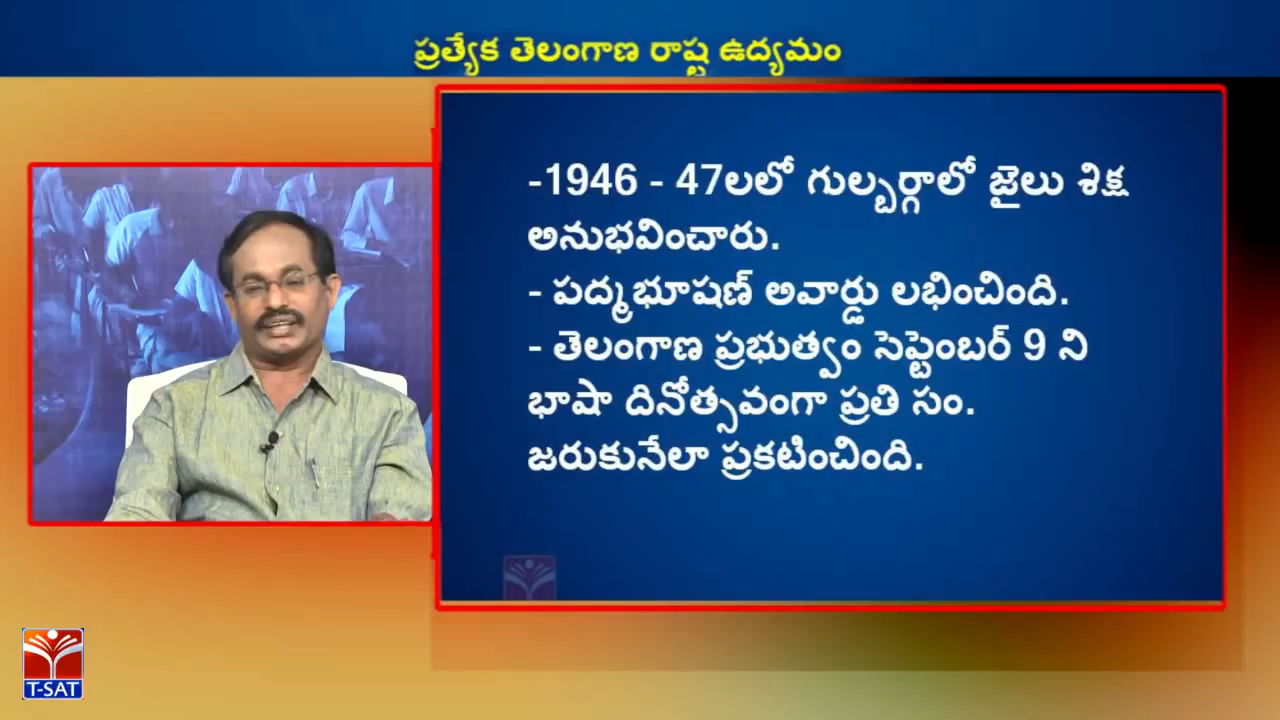 ప్రత్యేక తెలంగాణ రాష్ట ఉద్యమం
-1946 - 47లలో గుల్బర్గాలో జైలు శిక్ష
అనుభవించారు.
- పద్మభూషణ్ అవార్డు లభించింది.
- తెలంగాణ ప్రభుత్వం సెప్టెంబర్ 9 ని
భాషా దినోత్సవంగా ప్రతి సం.
జరుకునేలా ప్రకటించింది.
T-SAT